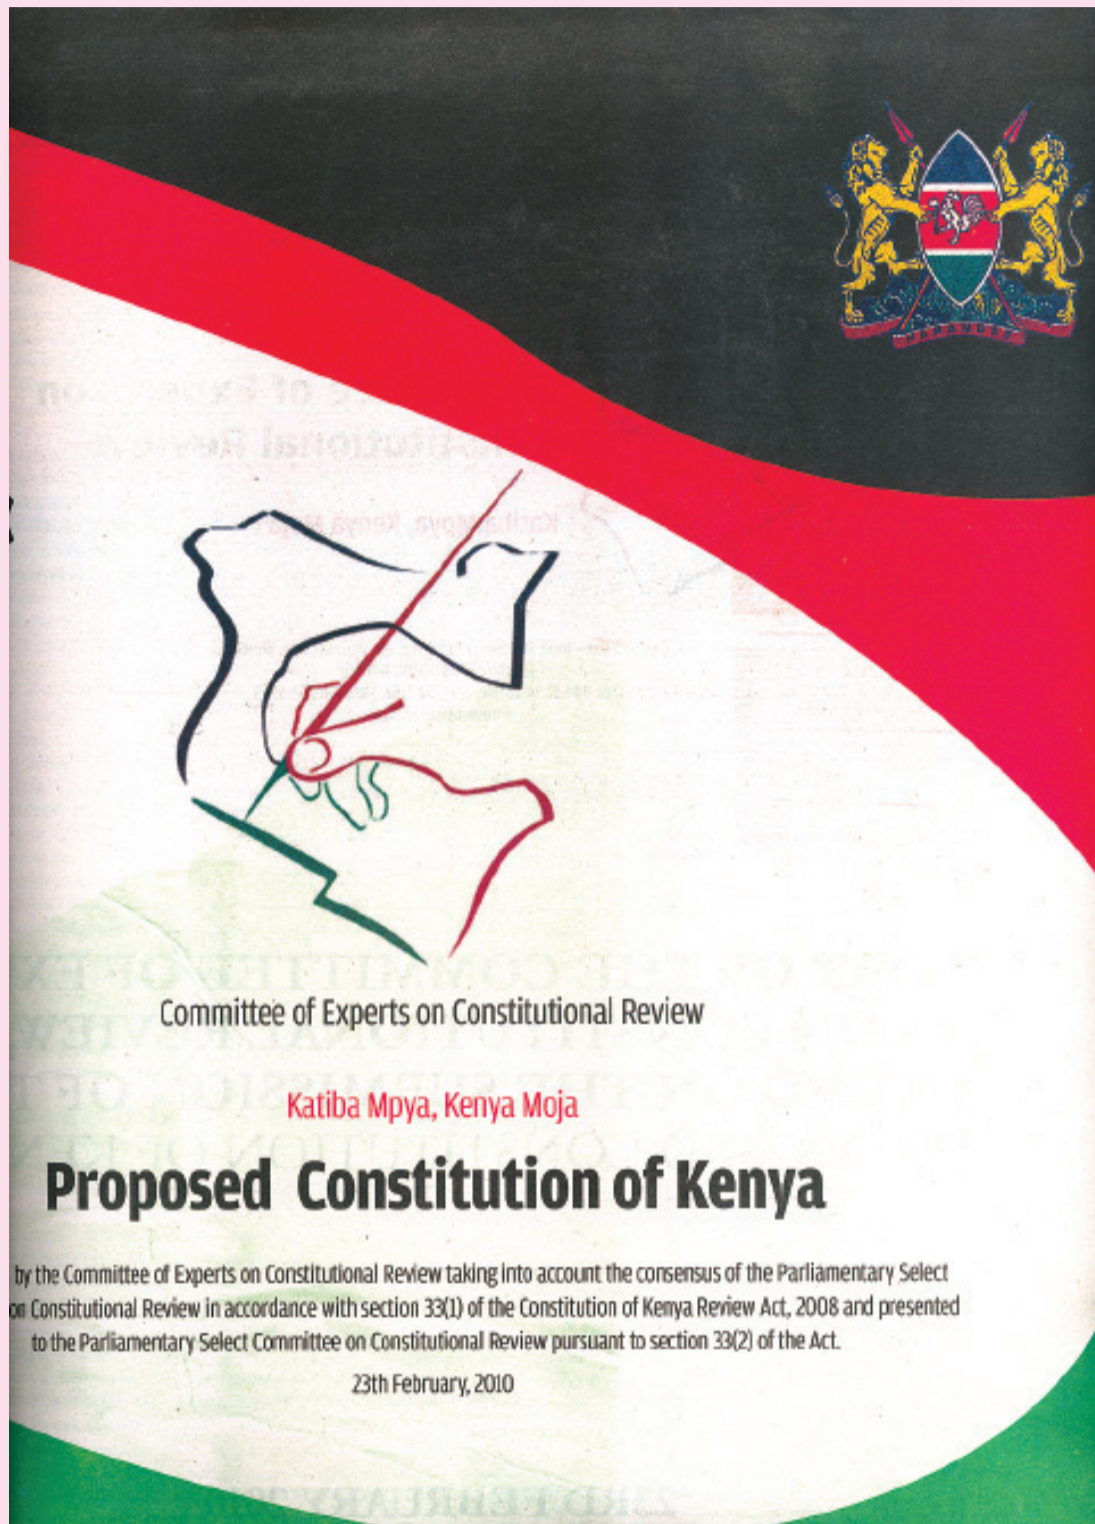 Committee of Experts on Constitutional Review
Katiba Mpya, Kenya Moja
Proposed Constitution of Kenya
by the Committee of Experts on Constitutional Review taking into account the consensus of the Parliamentary Select
on Constitutional Review in accordance with section 33(1) of the Constitution of Kenya Review Act, 2008 and presented
to the Parliamentary Select Committee on Constitutional Review pursuant to section 33(2) of the Act.
23th February, 2010